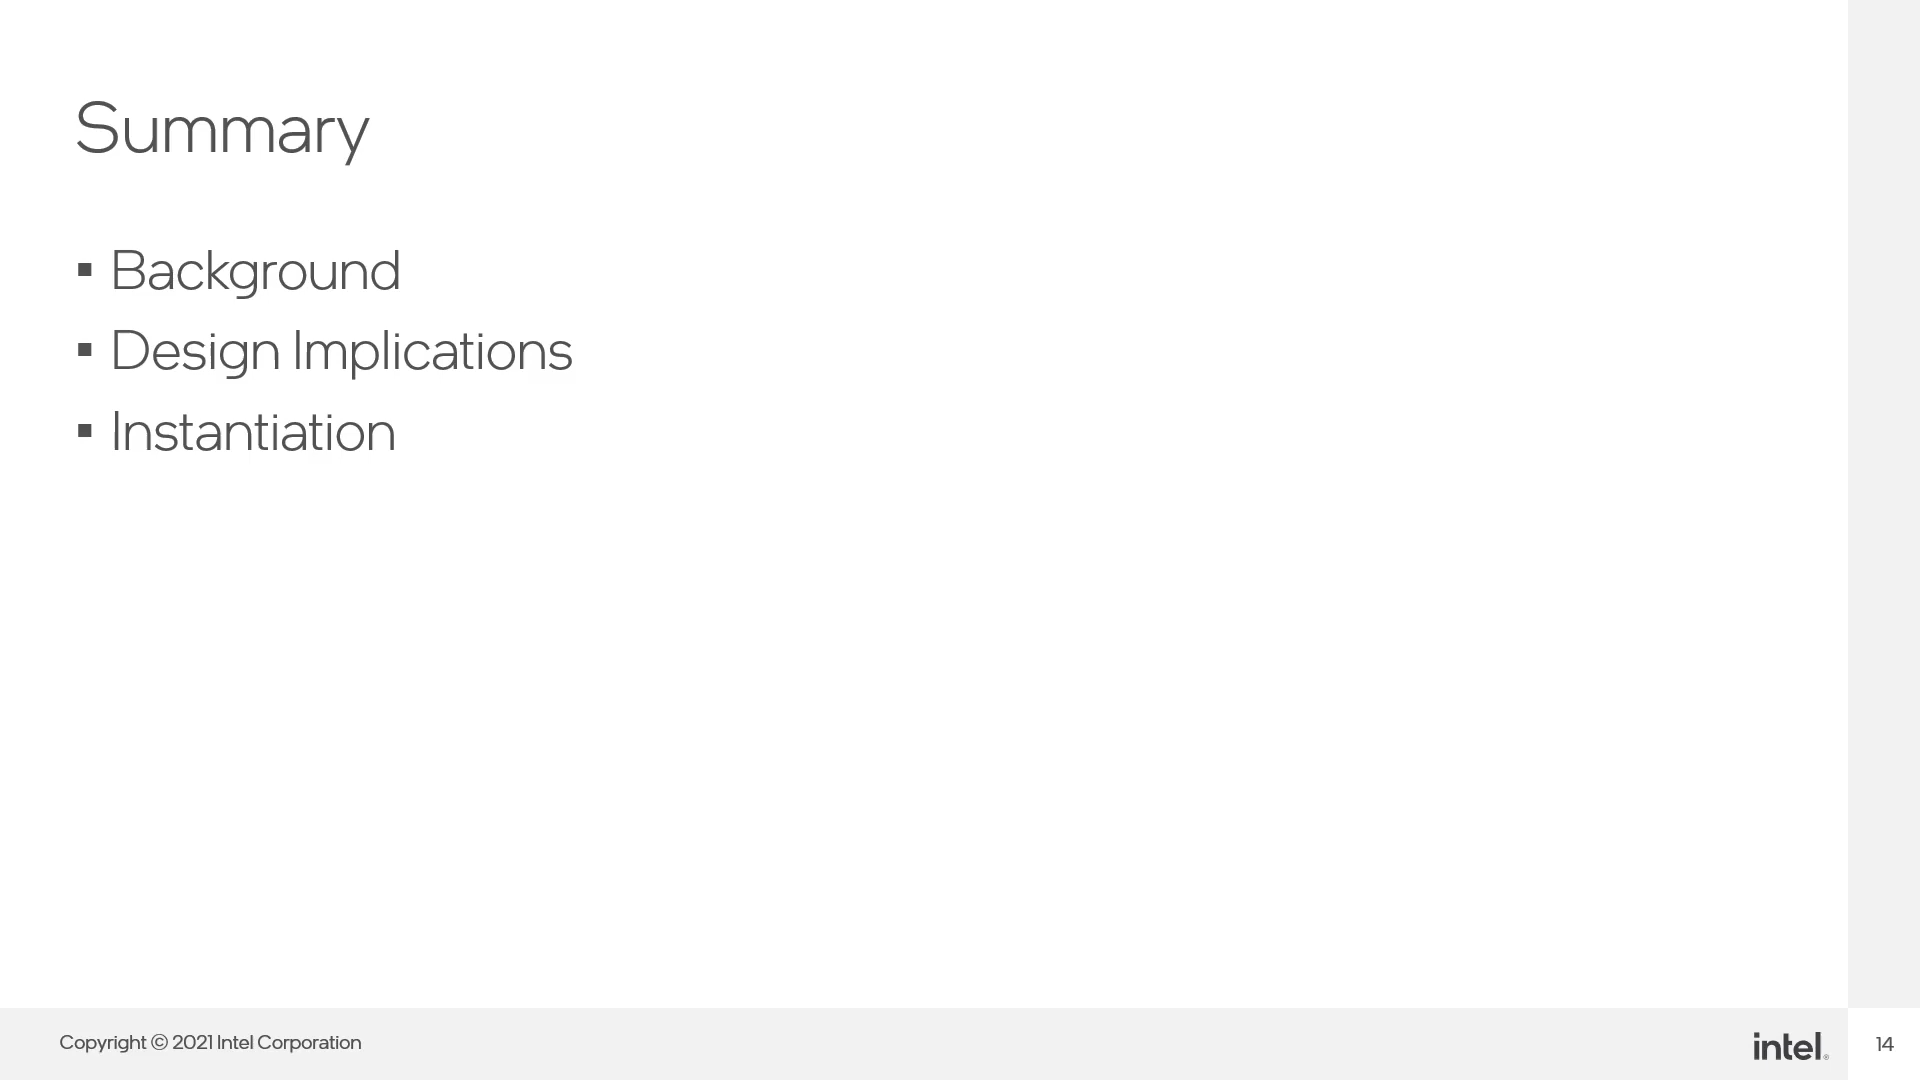 Summary
▪ Background
▪ Design Implications
▪ Instantiation
Copyright © 2021 Intel Corporation
intel®
14